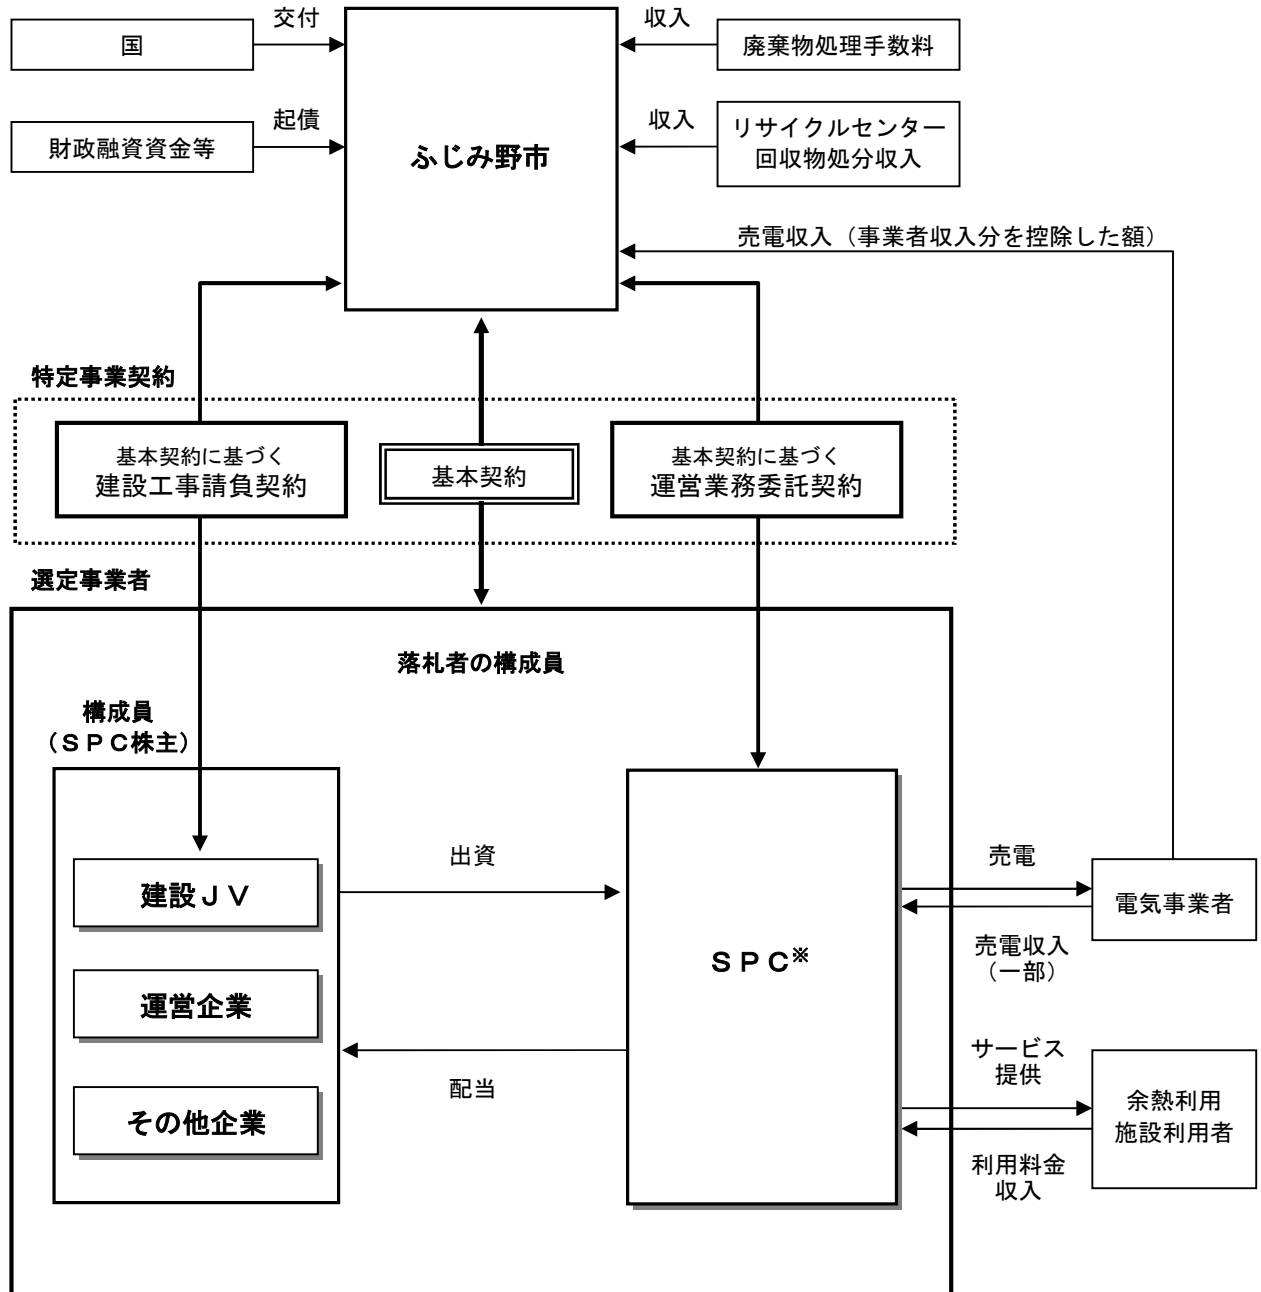 交付
国
収入
廃棄物処理手数料
起債
財政融資資金等
ふじみ野市
収入
リサイクルセンター
回収物処分収入
売電収入（事業者収入分を控除した額）
特定事業契約
基本契約に基づく
建設工事請負契約
基本契約
基本契約に基づく
運営業務委託契約
選定事業者
落札者の構成員
構成員
（ＳＰＣ株主）
建設ＪＶ
運営企業
その他企業
出資
配当
ＳＰＣ※
売電
電気事業者
売電収入
（一部）
サービス
提供
余熱利用
施設利用者
利用料金
収入